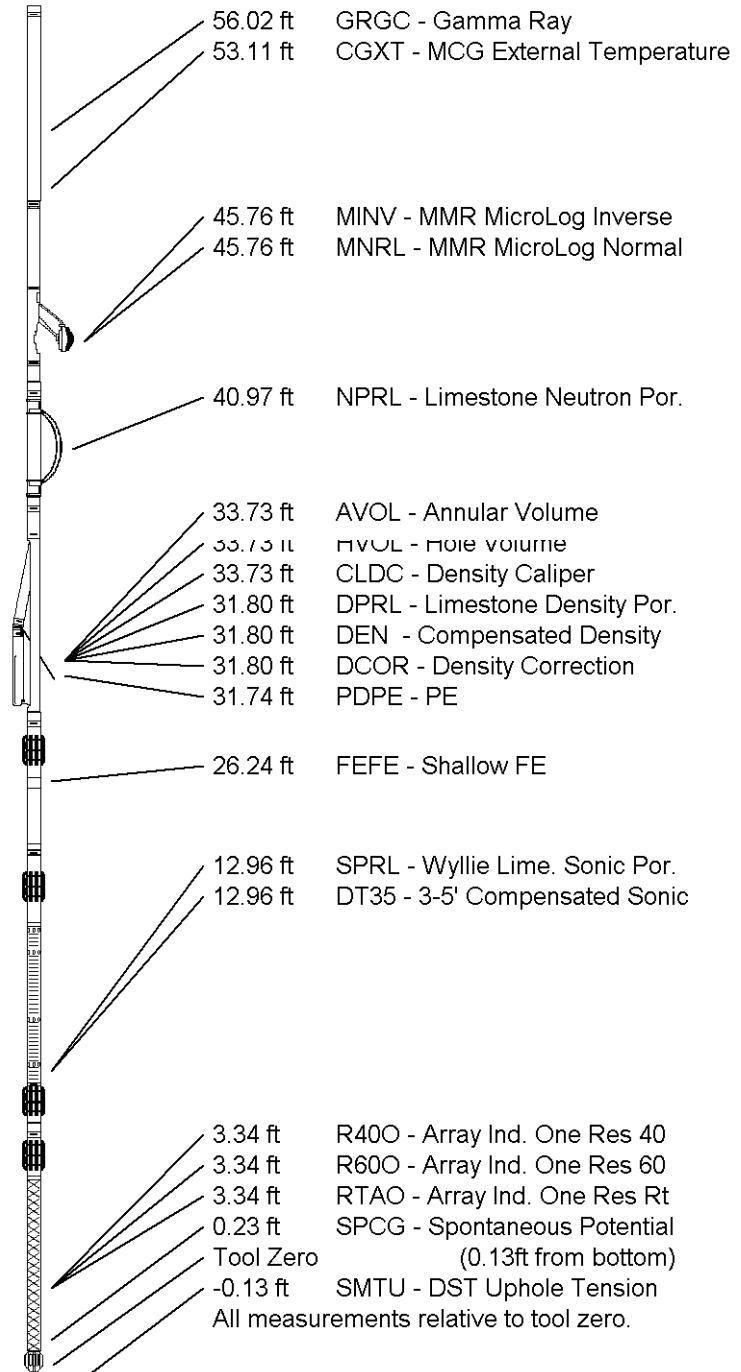 56.02 ft GRGC - Gamma Ray
53.11 ft CGXT - MCG External Temperature
45.76 ft MINV - MMR MicroLog Inverse
45.76 ft MNRL - MMR MicroLog Normal
40.97 ft NPRL - Limestone Neutron Por.
33.73 ft AVOL - Annular Volume
33.73 ft HVOL - Hole Volume
33.73 ft CLDC - Density Caliper
31.80 ft DPRL - Limestone Density Por.
31.80 ft DEN - Compensated Density
31.80 ft DCOR - Density Correction
31.74 ft PDPE - PE
26.24 ft FEFE - Shallow FE
12.96 ft SPRL - Wyllie Lime. Sonic Por.
12.96 ft DT35 - 3-5' Compensated Sonic
3.34 ft R40O - Array Ind. One Res 40
3.34 ft R60O - Array Ind. One Res 60
3.34 ft RTAO - Array Ind. One Res Rt
0.23 ft SPCG - Spontaneous Potential
Tool Zero (0.13ft from bottom)
-0.13 ft SMTU - DST Uphole Tension
All measurements relative to tool zero.